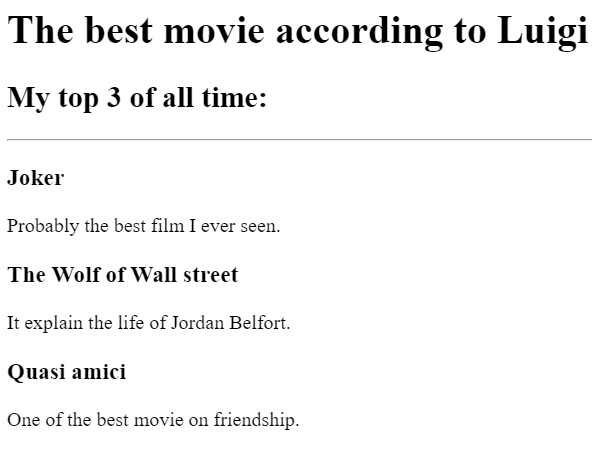 The best movie according to Luigi
My top 3 of all time:
Joker
Probably the best film I ever seen.
The Wolf of Wall street
It explain the life of Jordan Belfort.
Quasi amici
One of the best movie on friendship.